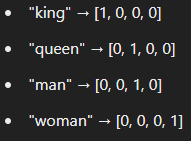 • "king" → [1, 0, 0, 0]
• "queen" → [0, 1, 0, 0]
• "man" → [0, 0, 1, 0]
• "woman" → [0, 0, 0, 1]